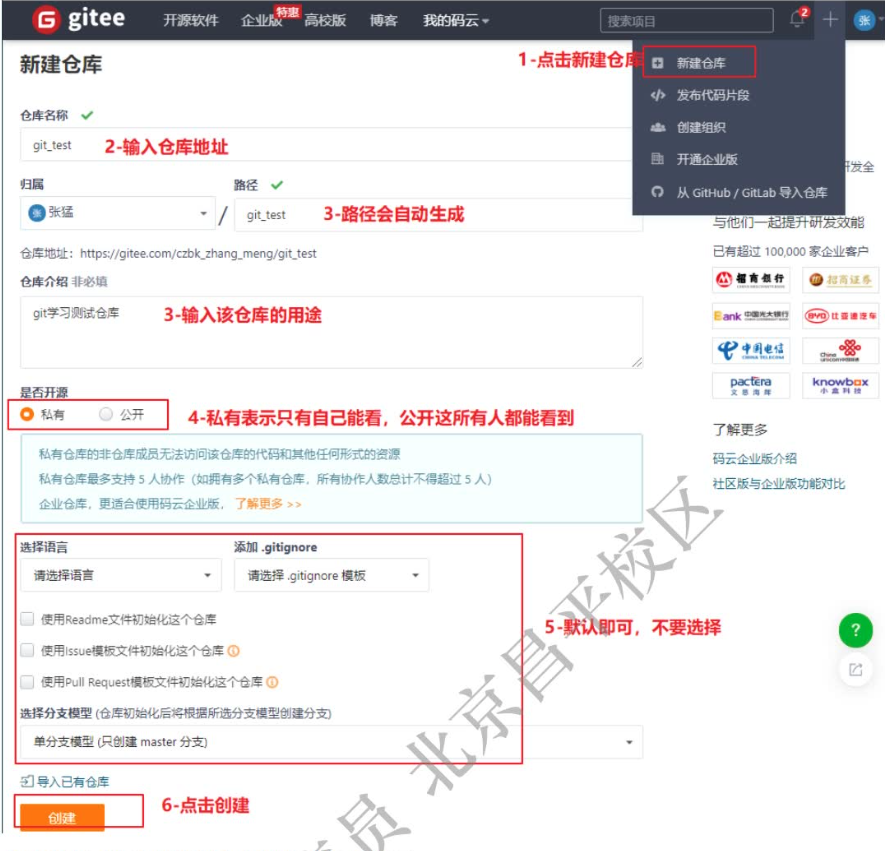 gitee 开源软件 企业版 特惠 高校版 博客 我的码云 搜索项目 2 张
新建仓库
1-点击新建仓库
新建仓库
发布代码片段
创建组织
开通企业版
从 GitHub / GitLab 导入仓库
仓库名称
git_test
2-输入仓库地址
归属 路径
张猛 / git_test
3-路径会自动生成
仓库地址：https://gitee.com/czbk_zhang_meng/git_test
仓库介绍 非必填
git学习测试仓库
3-输入该仓库的用途
是否开源
私有 公开
4-私有表示只有自己能看，公开这所有人都能看到
私有仓库的非仓库成员无法访问该仓库的代码和其他任何形式的资源
私有仓库最多支持 5 人协作（如拥有多个私有仓库，所有协作人数总计不得超过 5 人）
企业仓库，更适合使用码云企业版， 了解更多 >>
选择语言 添加 .gitignore
请选择语言 请选择 .gitignore 模板
使用Readme文件初始化这个仓库
使用Issue模板文件初始化这个仓库
使用Pull Request模板文件初始化这个仓库
5-默认即可，不要选择
选择分支模型 (仓库初始化后将根据所选分支模型创建分支)
单分支模型 (只创建 master 分支)
导入已有仓库
创建
6-点击创建
研发全
与他们一起提升研发效能
已有超过 100,000 家企业客户
招商银行 招商证券
Bank 中国光大银行 BYD 比亚迪汽车
中国电信 CHINA TELECOM China unicom中国联通
pactera 文思海辉 knowbox 小盒科技
了解更多
码云企业版介绍
社区版与企业版功能对比
?
员 北京昌平校区